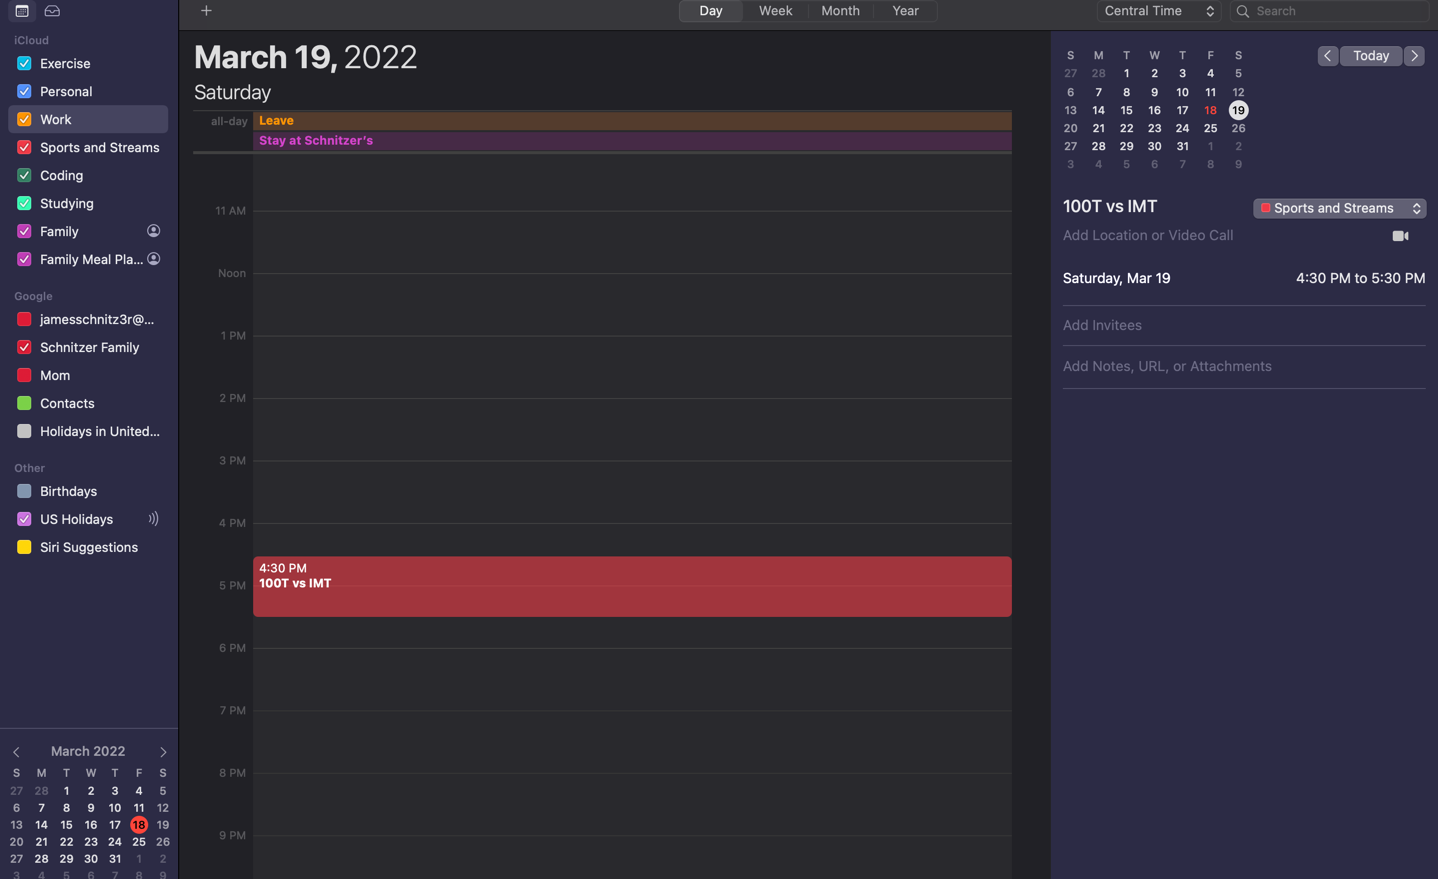 Day Week Month Year
Central Time
Search
iCloud
Exercise
Personal
Work
Sports and Streams
Coding
Studying
Family
Family Meal Pla...
Google
jamesschnitz3r@...
Schnitzer Family
Mom
Contacts
Holidays in United...
Other
Birthdays
US Holidays
Siri Suggestions
March 2022
S M T W T F S
27 28 1 2 3 4 5
6 7 8 9 10 11 12
13 14 15 16 17 18 19
20 21 22 23 24 25 26
27 28 29 30 31 1 2
3 4 5 6 7 8 9
March 19, 2022
Saturday
all-day Leave
Stay at Schnitzer's
11 AM
Noon
1 PM
2 PM
3 PM
4 PM
4:30 PM
100T vs IMT
5 PM
6 PM
7 PM
8 PM
9 PM
S M T W T F S
27 28 1 2 3 4 5
6 7 8 9 10 11 12
13 14 15 16 17 18 19
20 21 22 23 24 25 26
27 28 29 30 31 1 2
3 4 5 6 7 8 9
Today
100T vs IMT
Sports and Streams
Add Location or Video Call
Saturday, Mar 19 4:30 PM to 5:30 PM
Add Invitees
Add Notes, URL, or Attachments